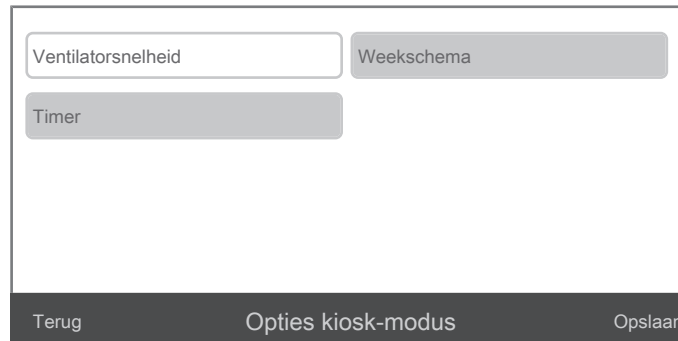 Ventilatorsnelheid
Weekschema
Timer
Terug
Opties kiosk-modus
Opslaan